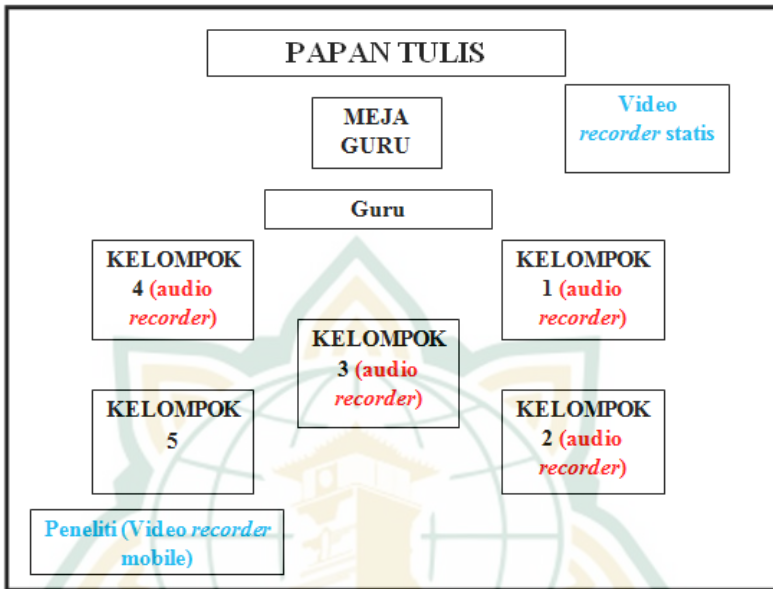 PAPAN TULIS
MEJA
GURU
Video
recorder statis
Guru
KELOMPOK
4 (audio
recorder)
KELOMPOK
1 (audio
recorder)
KELOMPOK
3 (audio
recorder)
KELOMPOK
5
KELOMPOK
2 (audio
recorder)
Peneliti (Video recorder
mobile)